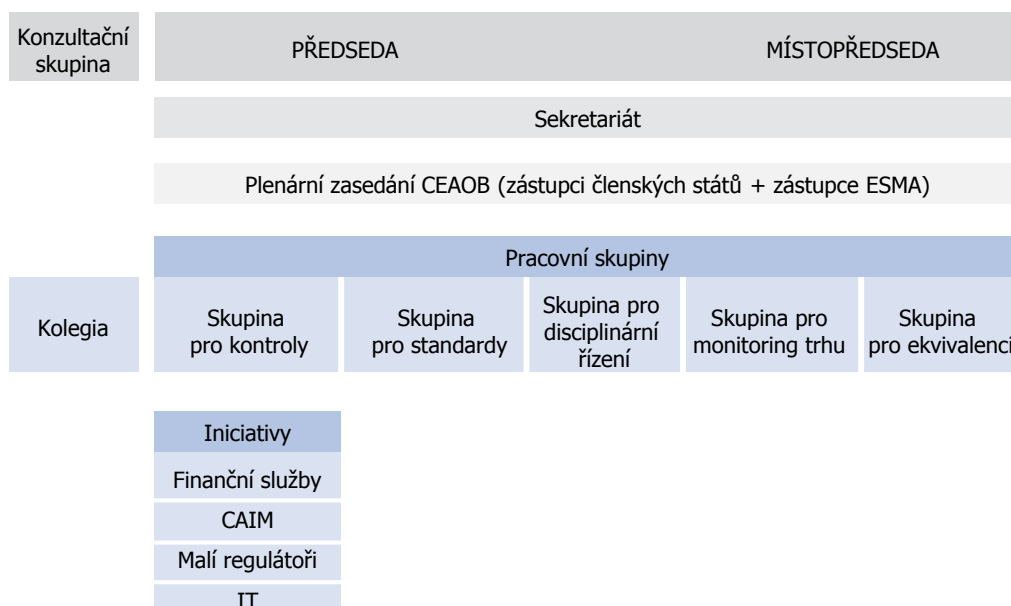 Konzultační
skupina
PŘEDSEDA
MÍSTOPŘEDSEDA
Sekretariát
Plenární zasedání CEAOB (zástupci členských států + zástupce ESMA)
Pracovní skupiny
Kolegia
Skupina
pro kontroly
Skupina
pro standardy
Skupina pro
disciplinární
řízení
Skupina pro
monitoring trhu
Skupina
pro ekvivalenci
Iniciativy
Finanční služby
CAIM
Malí regulátoři
IT